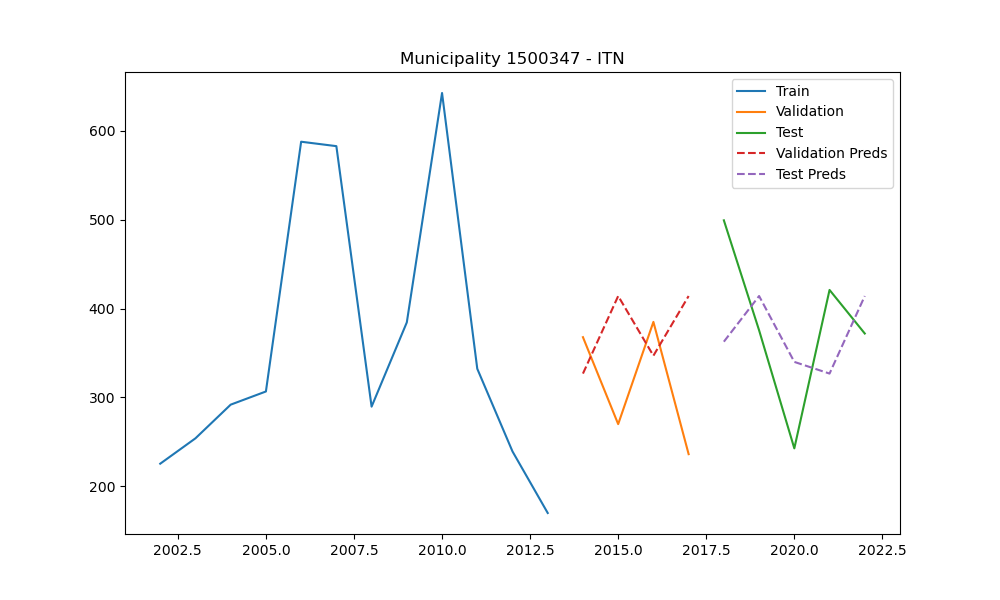 Municipality 1500347 - ITN
Train
Validation
Test
Validation Preds
Test Preds
600
500
400
300
200
2002.5 2005.0 2007.5 2010.0 2012.5 2015.0 2017.5 2020.0 2022.5